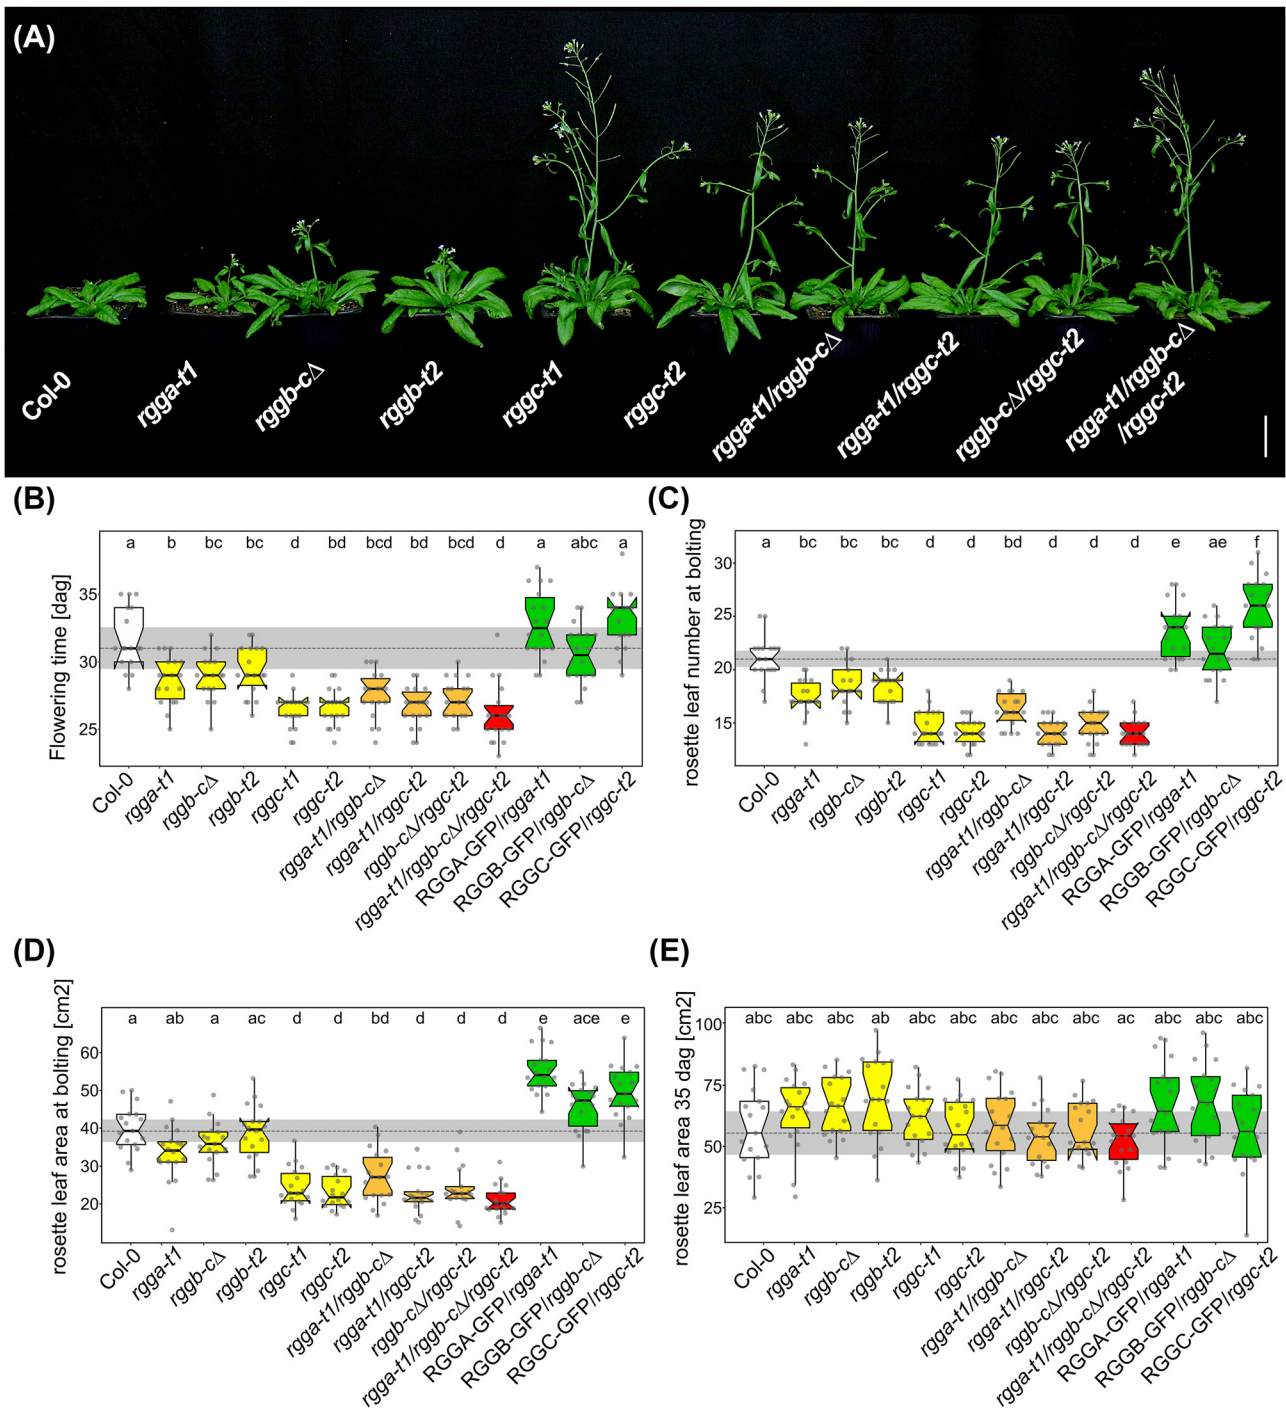 (A)
Col-0
rgga-t1
rggb-cΔ
rggb-t2
rggc-t1
rggc-t2
rgga-t1/rggb-cΔ
rgga-t1/rggc-t2
rggb-cΔ/rggc-t2
rgga-t1/rggb-cΔ
/rggc-t2
(B)
Flowering time [dag]
35
30
25
a b bc bc d bd bcd bd bcd d a abc a
Col-0
rgga-t1
rggb-cΔ
rggb-t2
rggc-t1
rggc-t2
rgga-t1/rggb-cΔ
rgga-t1/rggc-t2
rggb-cΔ/rggc-t2
rgga-t1/rggb-cΔ/rggc-t2
RGGA-GFP/rgga-t1
RGGB-GFP/rggb-cΔ
RGGC-GFP/rggc-t2
(C)
rosette leaf number at bolting
30
25
20
15
a bc bc bc d d bd d d d e ae f
Col-0
rgga-t1
rggb-cΔ
rggb-t2
rggc-t1
rggc-t2
rgga-t1/rggb-cΔ
rgga-t1/rggc-t2
rggb-cΔ/rggc-t2
rgga-t1/rggb-cΔ/rggc-t2
RGGA-GFP/rgga-t1
RGGB-GFP/rggb-cΔ
RGGC-GFP/rggc-t2
(D)
rosette leaf area at bolting [cm2]
60
50
40
30
20
a ab a ac d d bd d d d e ace e
Col-0
rgga-t1
rggb-cΔ
rggb-t2
rggc-t1
rggc-t2
rgga-t1/rggb-cΔ
rgga-t1/rggc-t2
rggb-cΔ/rggc-t2
rgga-t1/rggb-cΔ/rggc-t2
RGGA-GFP/rgga-t1
RGGB-GFP/rggb-cΔ
RGGC-GFP/rggc-t2
(E)
rosette leaf area 35 dag [cm2]
100
75
50
25
abc abc abc ab abc abc abc abc abc ac abc abc abc
Col-0
rgga-t1
rggb-cΔ
rggb-t2
rggc-t1
rggc-t2
rgga-t1/rggb-cΔ
rgga-t1/rggc-t2
rggb-cΔ/rggc-t2
rgga-t1/rggb-cΔ/rggc-t2
RGGA-GFP/rgga-t1
RGGB-GFP/rggb-cΔ
RGGC-GFP/rggc-t2